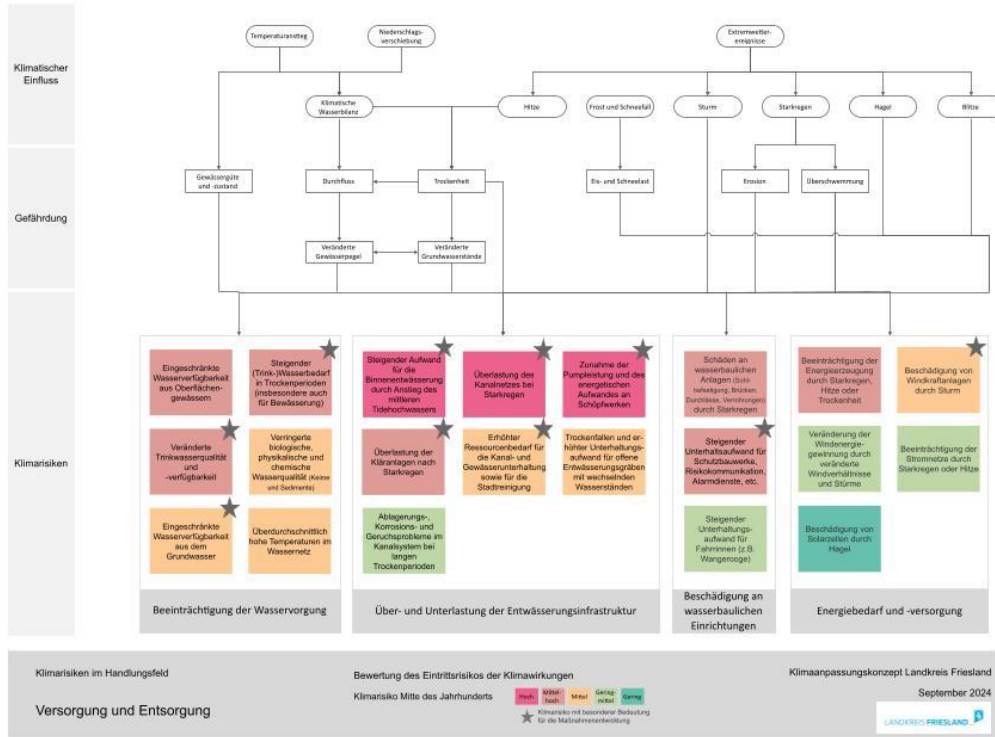 Klimatischer
Einfluss
Temperaturanstieg
Niederschlags-
verschiebung
Extremwetter-
ereignisse
Klimatische
Wasserbilanz
Hitze
Frost und Schneefall
Sturm
Starkregen
Hagel
Blitze
Gefährdung
Gewässergüte
und -zustand
Durchfluss
Trockenheit
Eis- und Schneelast
Erosion
Überschwemmung
Veränderte
Gewässerpegel
Veränderte
Grundwasserstände
Klimarisiken
Eingeschränkte
Wasserverfügbarkeit
aus Oberflächen-
gewässern
Steigender
(Trink-)Wasserbedarf
in Trockenperioden
(insbesondere auch
für Bewässerung)
Veränderte
Trinkwasserqualität
und
-verfügbarkeit
Verringerte
biologische,
physikalische und
chemische
Wasserqualität (Keime
und Sedimente)
Eingeschränkte
Wasserverfügbarkeit
aus dem
Grundwasser
Überdurchschnittlich
hohe Temperaturen im
Wassernetz
Beeinträchtigung der Wasservorgung
Steigender Aufwand
für die
Binnenentwässerung
durch Anstieg des
mittleren
Tidehochwassers
Überlastung des
Kanalnetzes bei
Starkregen
Zunahme der
Pumpleistung und des
energetischen
Aufwandes an
Schöpfwerken
Überlastung der
Kläranlagen nach
Starkregen
Erhöhter
Ressourcenbedarf für
die Kanal- und
Gewässerunterhaltung
sowie für die
Stadtreinigung
Trockenfallen und er-
höhter Unterhaltungs-
aufwand für offene
Entwässerungsgräben
mit wechselnden
Wasserständen
Ablagerungs-,
Korrosions- und
Geruchsprobleme im
Kanalsystem bei
langen
Trockenperioden
Über- und Unterlastung der Entwässerungsinfrastruktur
Schäden an
wasserbaulichen
Anlagen (Sohl-
befestigung, Brücken,
Durchlässe, Verrohrungen)
durch Starkregen
Steigender
Unterhaltsaufwand für
Schutzbauwerke,
Risikokommunikation,
Alarmdienste, etc.
Steigender
Unterhaltungs-
aufwand für
Fahrrinnen (z.B.
Wangerooge)
Beschädigung an
wasserbaulichen
Einrichtungen
Beeinträchtigung der
Energieerzeugung
durch Starkregen,
Hitze oder
Trockenheit
Beschädigung von
Windkraftanlagen
durch Sturm
Veränderung der
Windenergie-
gewinnung durch
veränderte
Windverhältnisse
und Stürme
Beeinträchtigung der
Stromnetze durch
Starkregen oder Hitze
Beschädigung von
Solarzellen durch
Hagel
Energiebedarf und -versorgung
Klimarisiken im Handlungsfeld
Versorgung und Entsorgung
Bewertung des Eintrittsrisikos der Klimawirkungen
Klimarisiko Mitte des Jahrhunderts
Hoch
Mittel-
hoch
Mittel
Gering-
mittel
Gering
Klimarisiko mit besonderer Bedeutung
für die Maßnahmenentwicklung
Klimaanpassungskonzept Landkreis Friesland
September 2024
LANDKREIS FRIESLAND